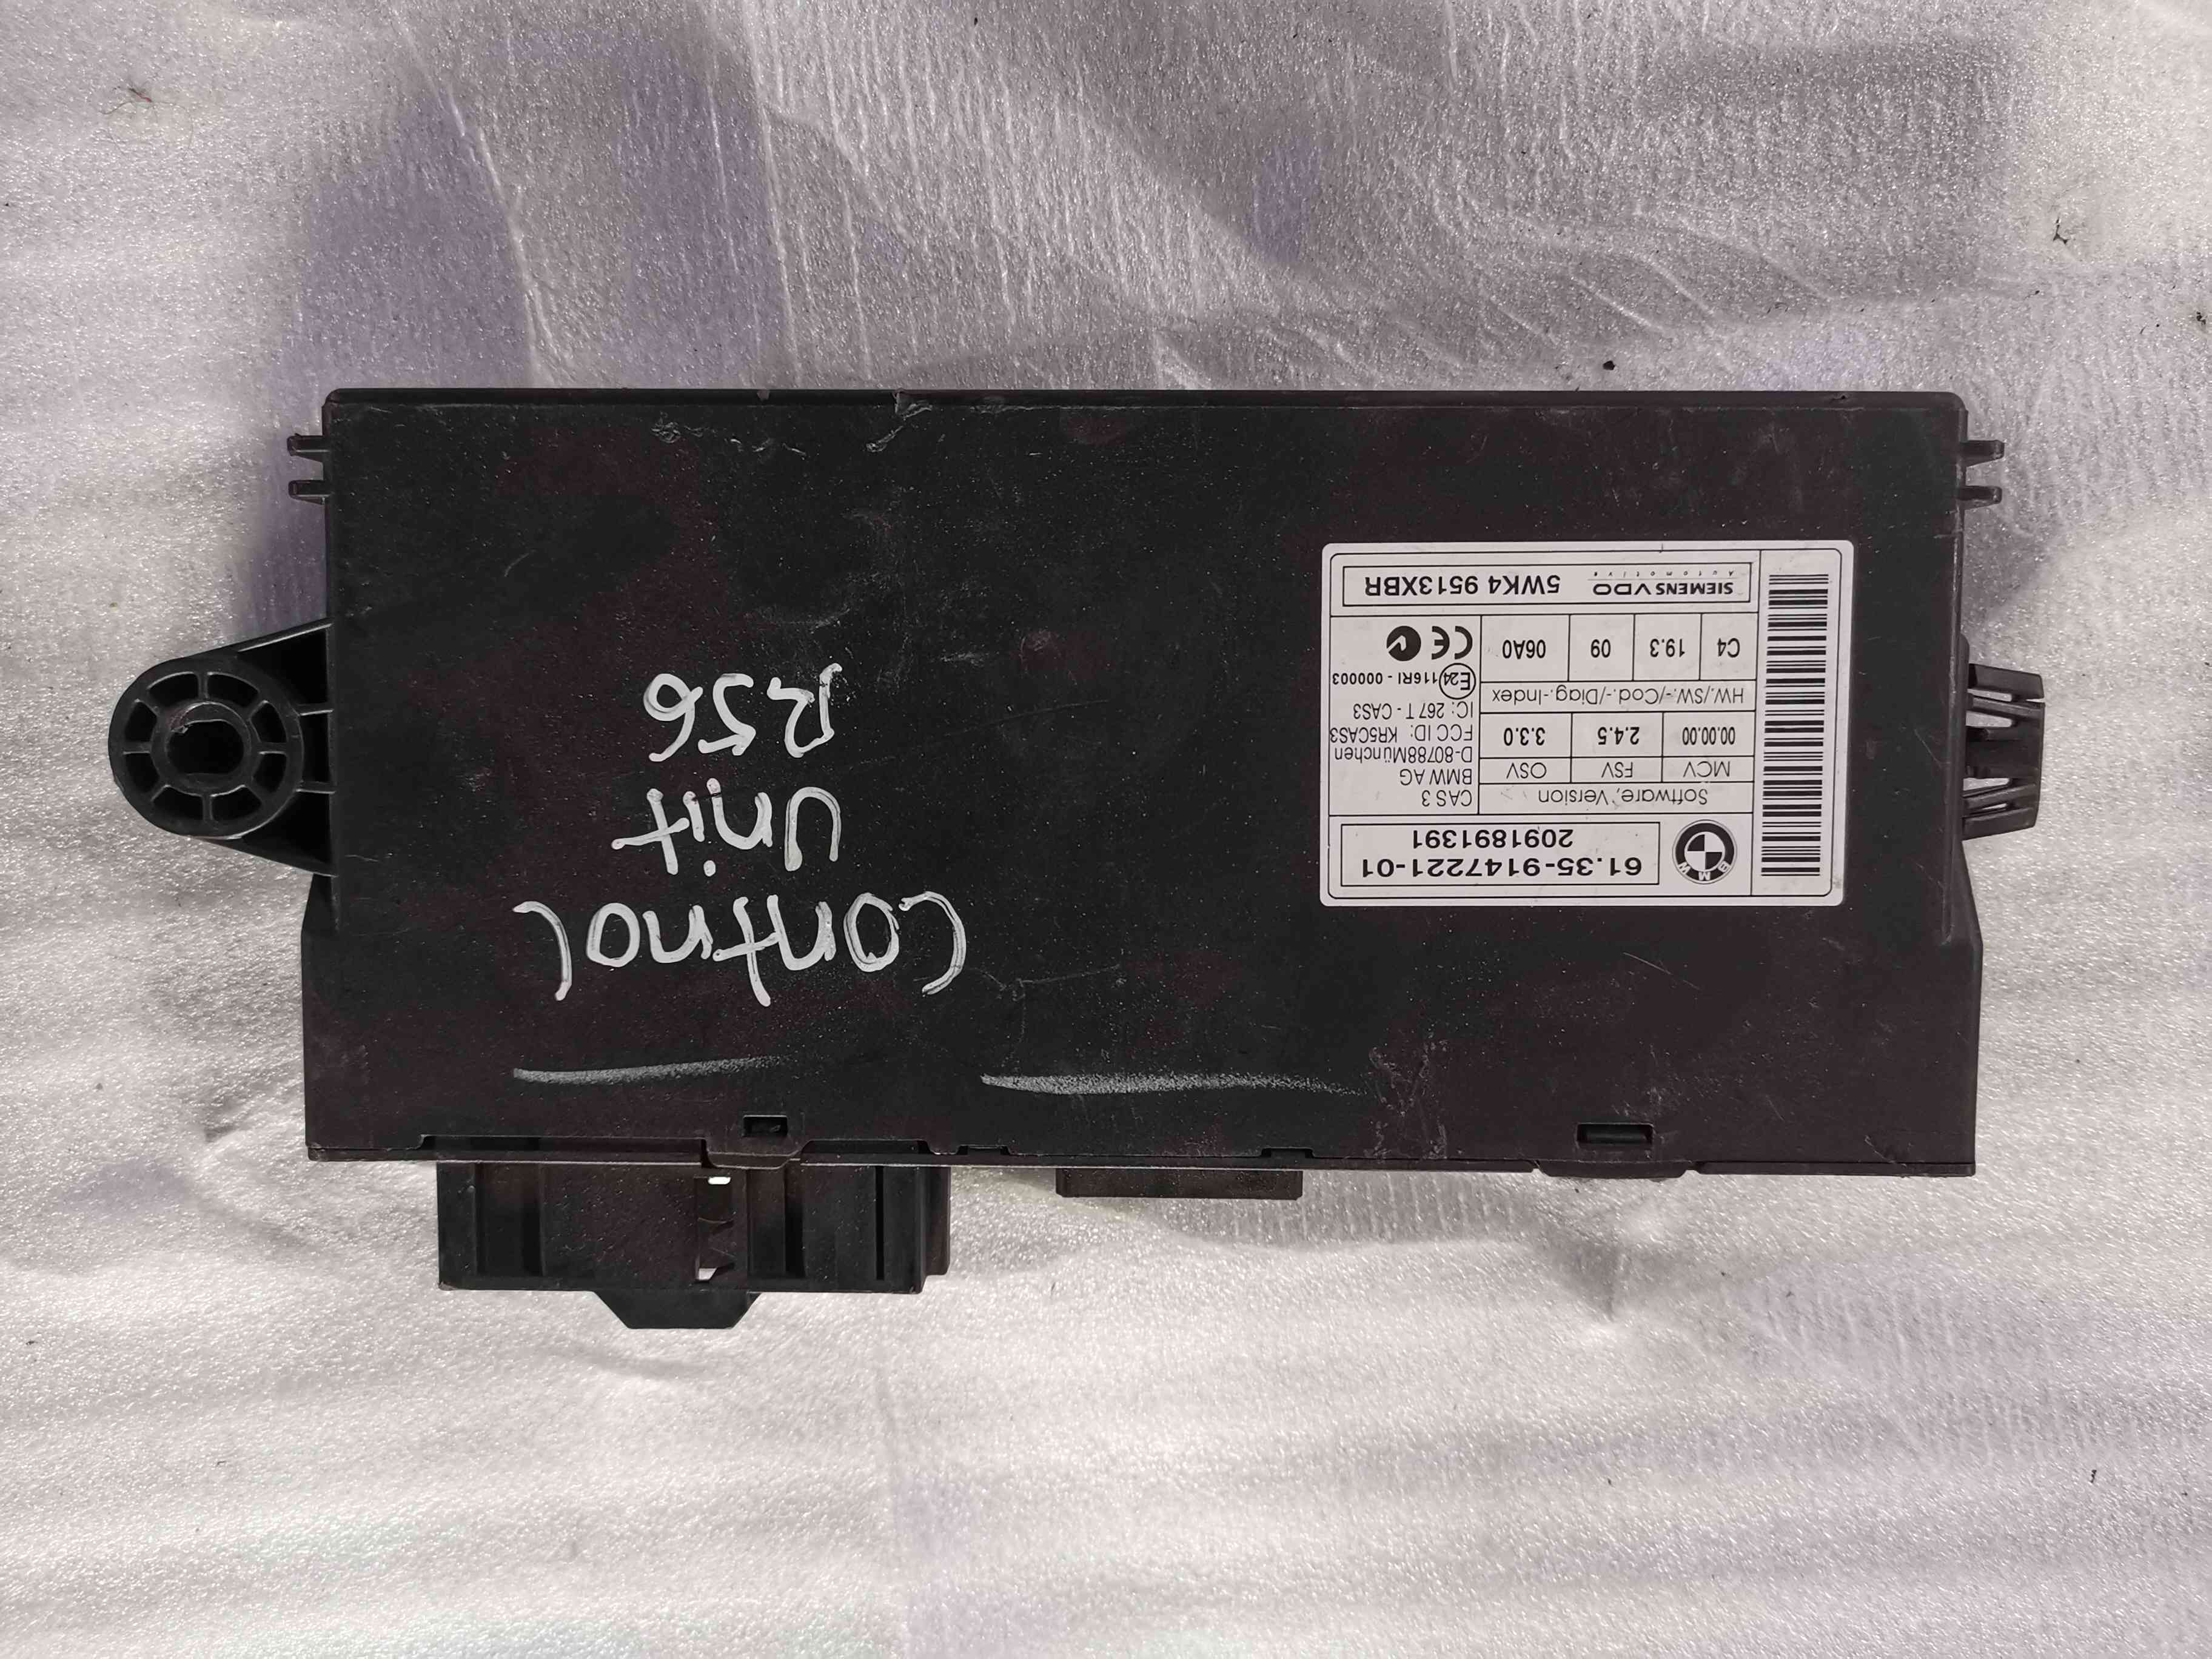 Control
Unit
R56
BMW
61.35-9147221-01
2091891391
Software, Version
MCV FSV OSV
00.00.00 2.4.5 3.3.0
HW./SW.-/Cod.-/Diag.-Index
C4 19.3 09 06A0
CAS 3
BMW AG
D-80788München
FCC ID: KR5CAS3
IC: 267T - CAS3
E24 116RI - 000003
CE
SIEMENS VDO
Automotive
5WK4 9513XBR